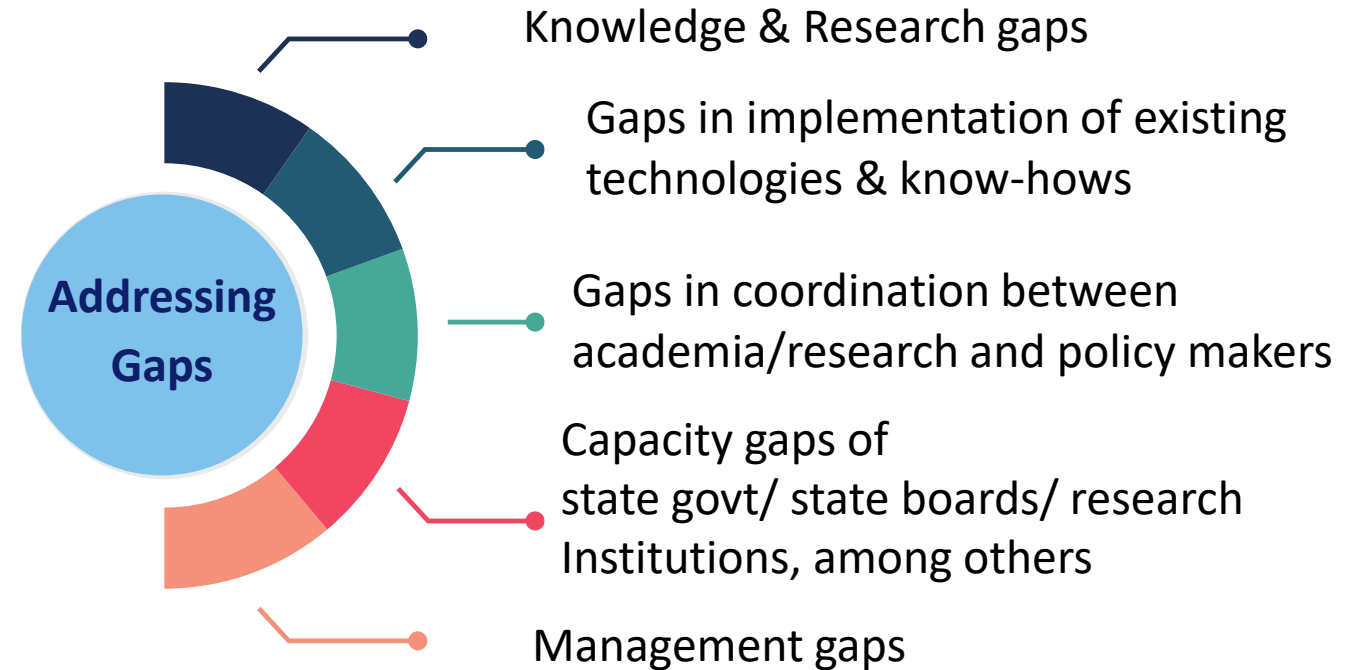 Knowledge & Research gaps
Gaps in implementation of existing
technologies & know-hows
Addressing
Gaps
Gaps in coordination between
academia/research and policy makers
Capacity gaps of
state govt/ state boards/ research
Institutions, among others
Management gaps